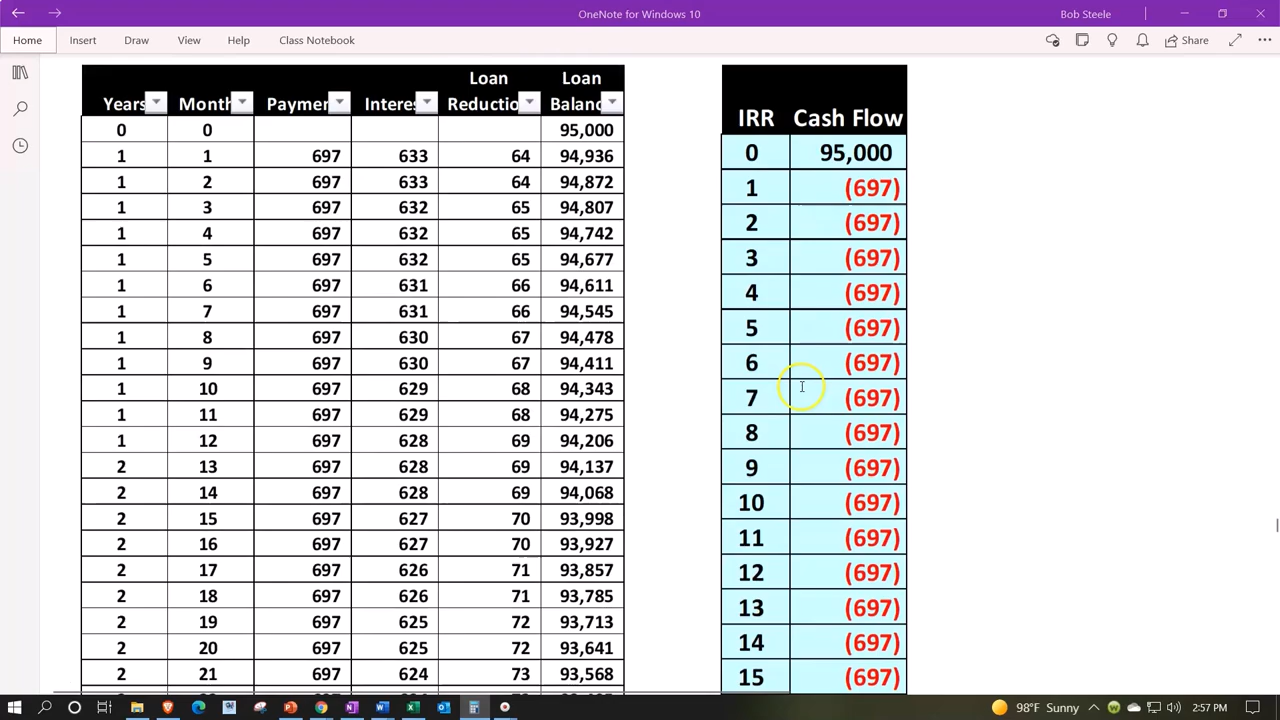 OneNote for Windows 10
Bob Steele
Home Insert Draw View Help Class Notebook Share
Years Month Paymen Interes Loan Reductio Loan Balanc
0 0 95,000
1 1 697 633 64 94,936
1 2 697 633 64 94,872
1 3 697 632 65 94,807
1 4 697 632 65 94,742
1 5 697 632 65 94,677
1 6 697 631 66 94,611
1 7 697 631 66 94,545
1 8 697 630 67 94,478
1 9 697 630 67 94,411
1 10 697 629 68 94,343
1 11 697 629 68 94,275
1 12 697 628 69 94,206
2 13 697 628 69 94,137
2 14 697 628 69 94,068
2 15 697 627 70 93,998
2 16 697 627 70 93,927
2 17 697 626 71 93,857
2 18 697 626 71 93,785
2 19 697 625 72 93,713
2 20 697 625 72 93,641
2 21 697 624 73 93,568
IRR Cash Flow
0 95,000
1 (697)
2 (697)
3 (697)
4 (697)
5 (697)
6 (697)
7 (697)
8 (697)
9 (697)
10 (697)
11 (697)
12 (697)
13 (697)
14 (697)
15 (697)
98°F Sunny 2:57 PM